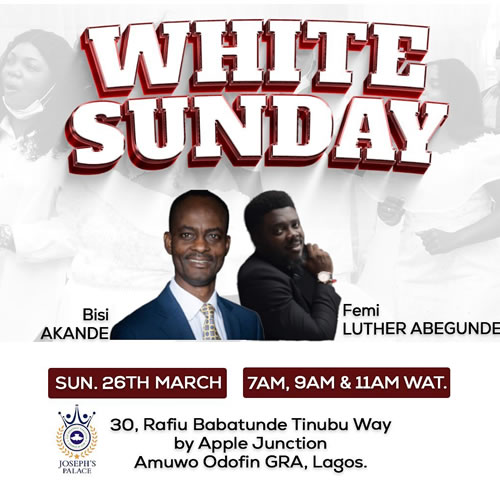 WHITE
SUNDAY
Bisi
AKANDE
Femi
LUTHER ABEGUNDE
SUN. 26TH MARCH
7AM, 9AM & 11AM WAT.
30, Rafiu Babatunde Tinubu Way
by Apple Junction
Amuwo Odofin GRA, Lagos.
JOSEPH'S
PALACE